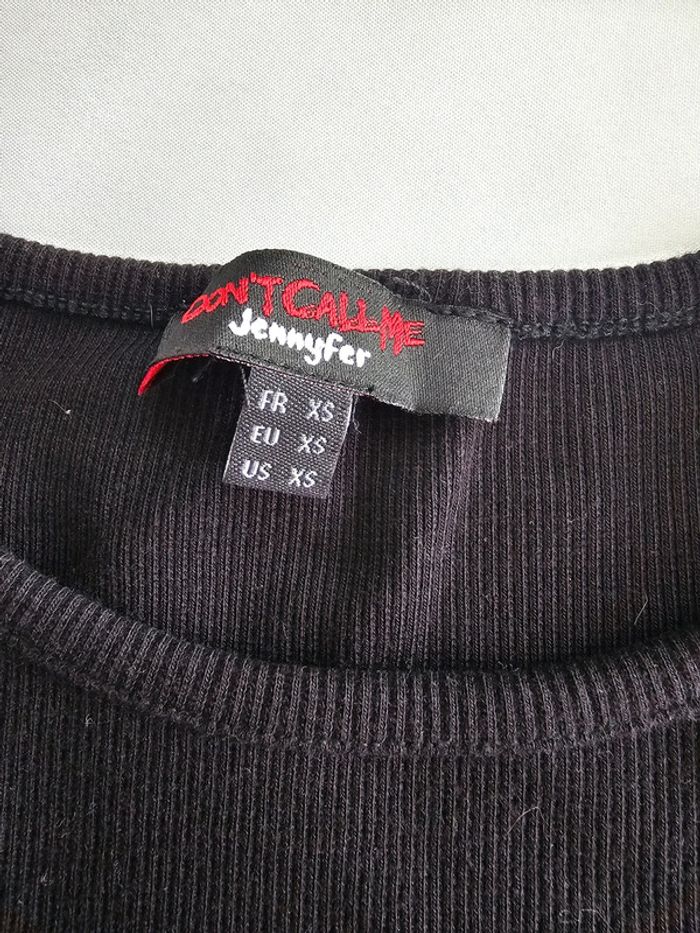 DON'T CALL ME
Jennyfer
FR XS
EU XS
US XS